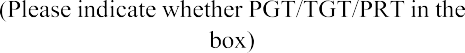 (Please indicate whether PGT/TGT/PRT in the
box)